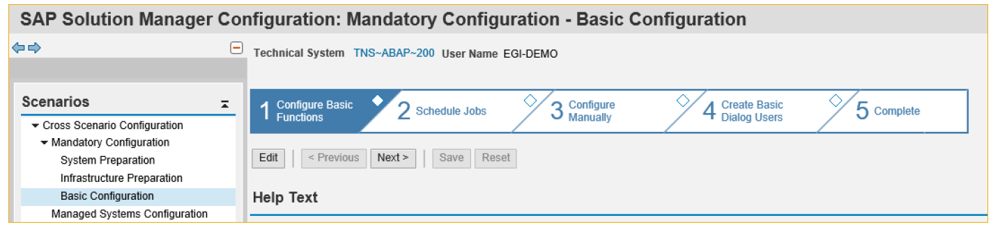 SAP Solution Manager Configuration: Mandatory Configuration - Basic Configuration
Technical System TNS~ABAP~200 User Name EGI-DEMO
Scenarios
Cross Scenario Configuration
Mandatory Configuration
System Preparation
Infrastructure Preparation
Basic Configuration
Managed Systems Configuration
1 Configure Basic
Functions
2 Schedule Jobs
3 Configure
Manually
4 Create Basic
Dialog Users
5 Complete
Edit < Previous Next > Save Reset
Help Text